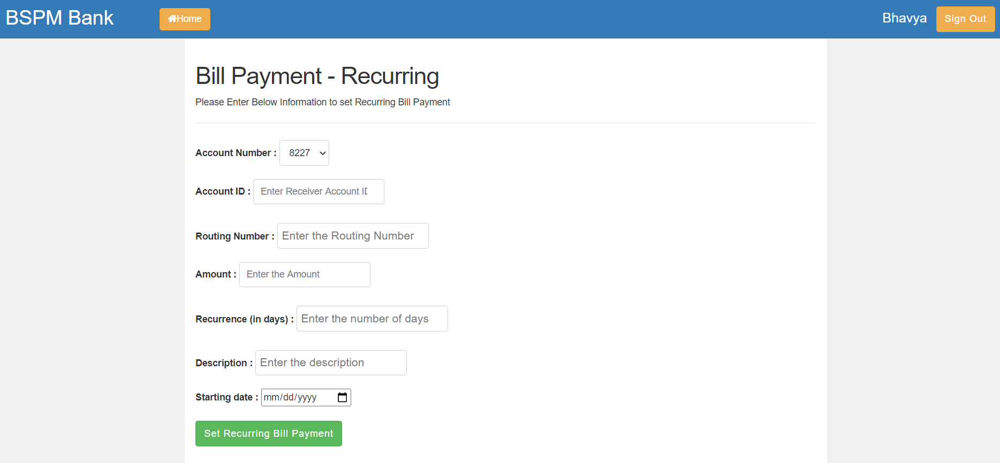 BSPM Bank Home Bhavya Sign Out
Bill Payment - Recurring
Please Enter Below Information to set Recurring Bill Payment
Account Number : 8227
Account ID : Enter Receiver Account ID
Routing Number : Enter the Routing Number
Amount : Enter the Amount
Recurrence (in days) : Enter the number of days
Description : Enter the description
Starting date : mm/dd/yyyy
Set Recurring Bill Payment